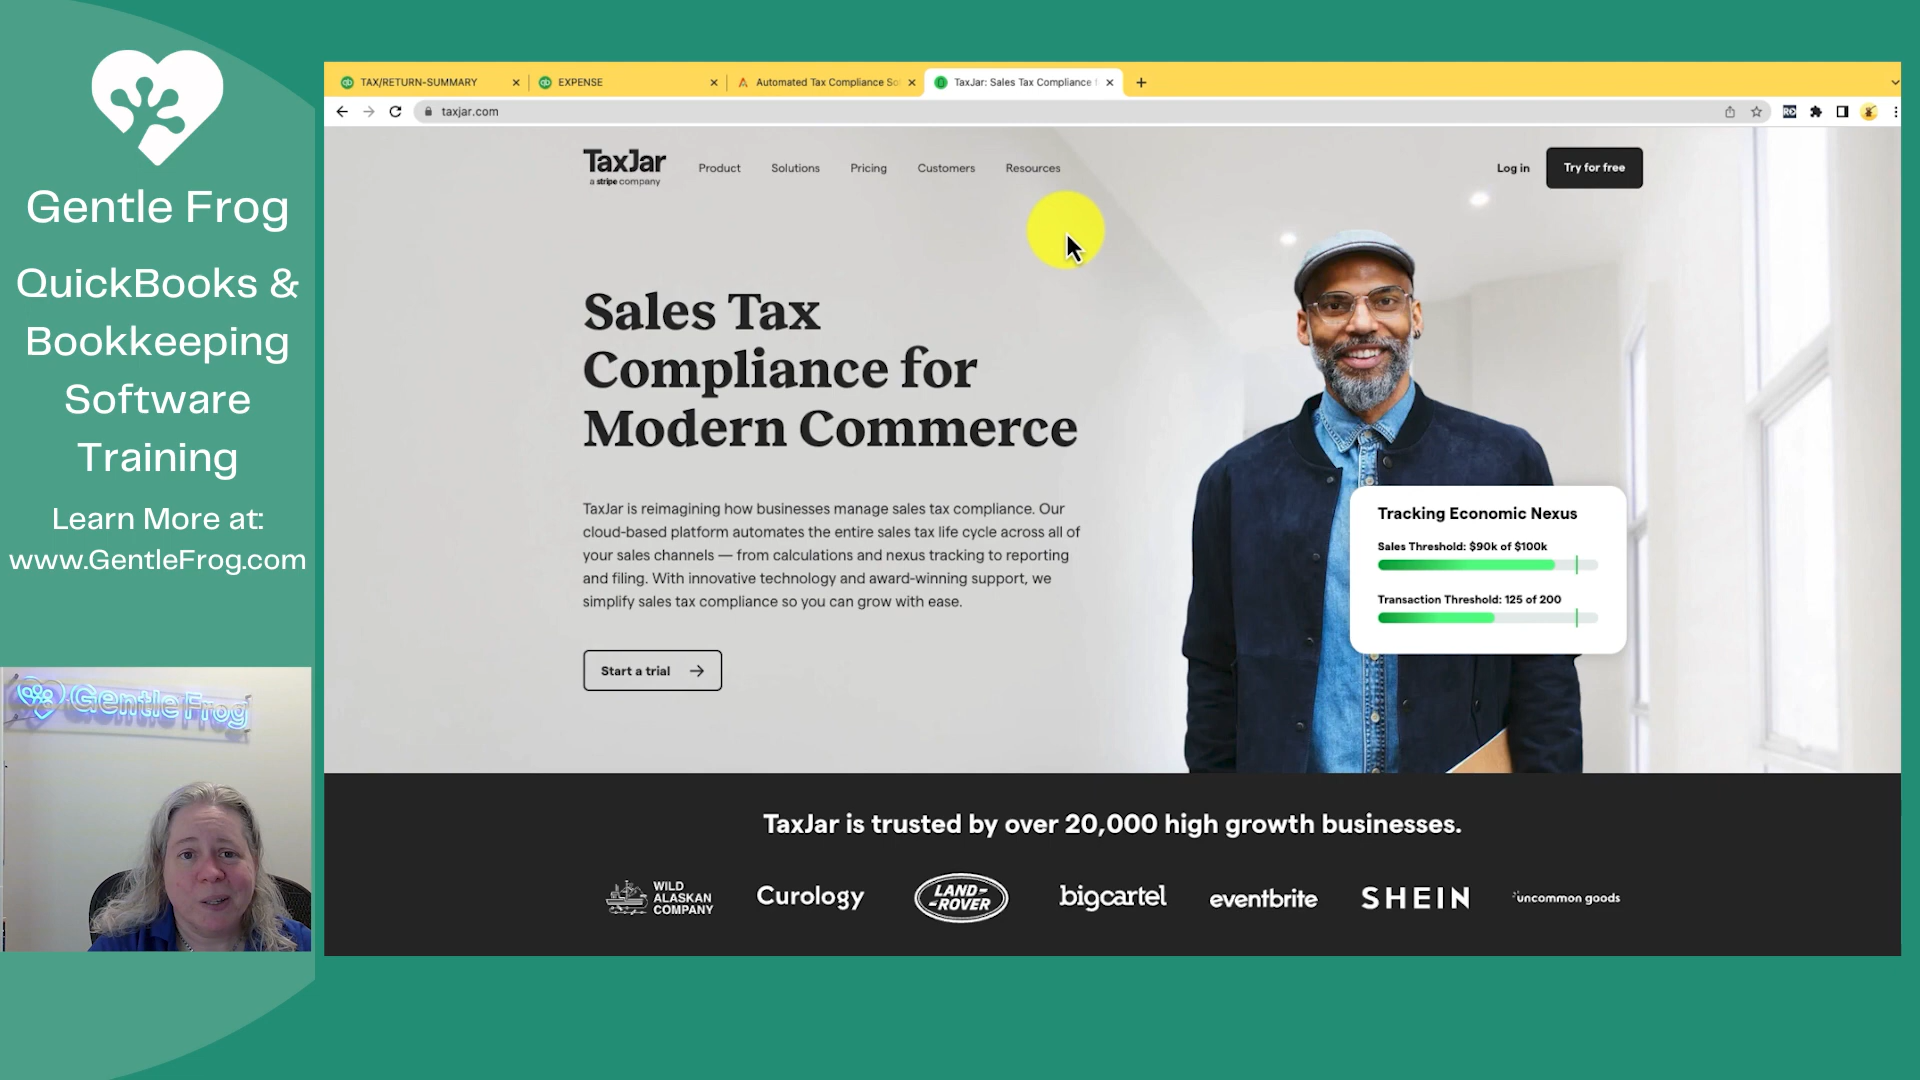 Gentle Frog
QuickBooks &
Bookkeeping
Software
Training
Learn More at:
www.GentleFrog.com
Gentle Frog
TAX/RETURN-SUMMARY
EXPENSE
Automated Tax Compliance So
TaxJar: Sales Tax Compliance f
taxjar.com
TaxJar
a stripe company
Product
Solutions
Pricing
Customers
Resources
Log in
Try for free
Sales Tax
Compliance for
Modern Commerce
TaxJar is reimagining how businesses manage sales tax compliance. Our
cloud-based platform automates the entire sales tax life cycle across all of
your sales channels — from calculations and nexus tracking to reporting
and filing. With innovative technology and award-winning support, we
simplify sales tax compliance so you can grow with ease.
Start a trial
Tracking Economic Nexus
Sales Threshold: $90k of $100k
Transaction Threshold: 125 of 200
TaxJar is trusted by over 20,000 high growth businesses.
WILD
ALASKAN
COMPANY
Curology
LAND-
-ROVER
bigcartel
eventbrite
SHEIN
uncommon goods